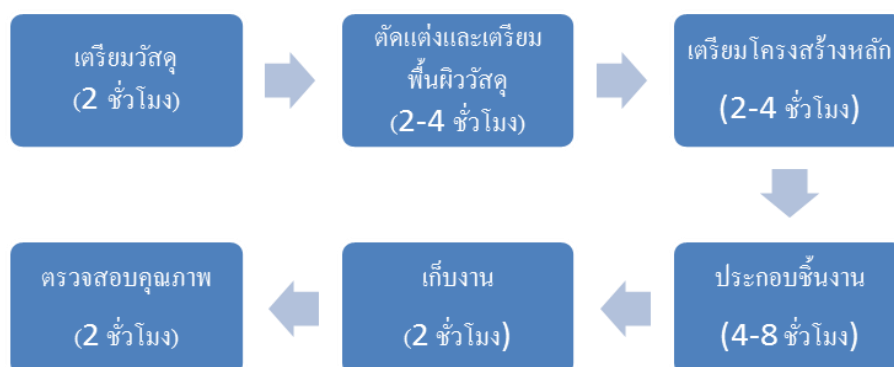 เตรียมวัสดุ
(2 ชั่วโมง)
ตัดแต่งและเตรียม
พื้นผิววัสดุ
(2-4 ชั่วโมง)
เตรียมโครงสร้างหลัก
(2-4 ชั่วโมง)
ประกอบชิ้นงาน
(4-8 ชั่วโมง)
เก็บงาน
(2 ชั่วโมง)
ตรวจสอบคุณภาพ
(2 ชั่วโมง)